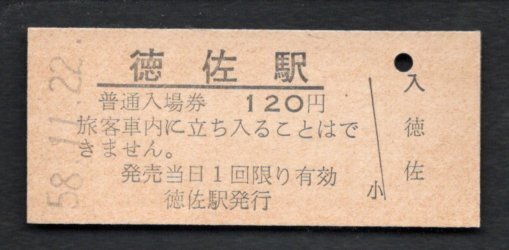 58.11.22.
徳佐駅
普通入場券 120円
旅客車内に立ち入ることはで
きません。
発売当日1回限り有効
徳佐駅発行
入
徳
佐
小